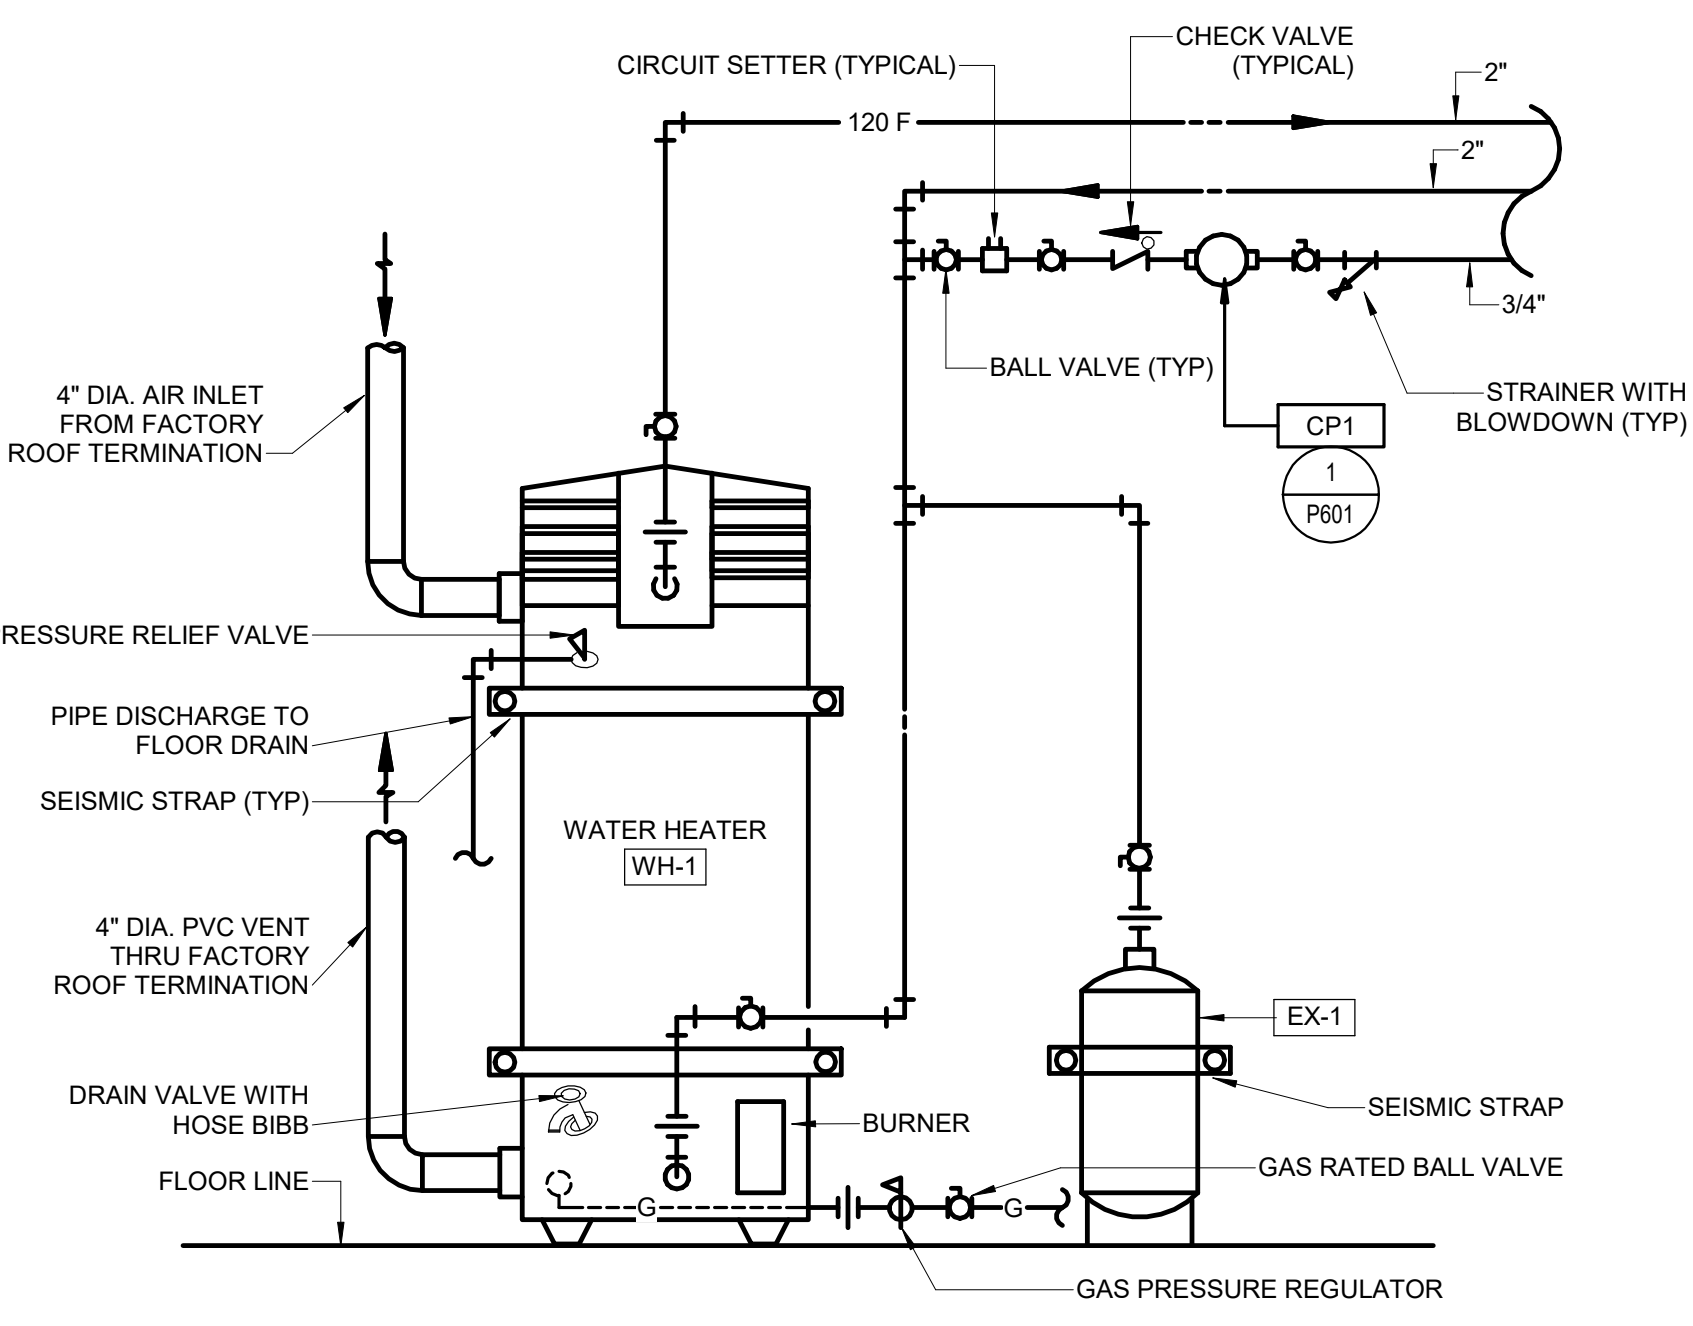 CHECK VALVE
(TYPICAL)
CIRCUIT SETTER (TYPICAL)
2"
120 F
2"
3/4"
BALL VALVE (TYP)
STRAINER WITH
BLOWDOWN (TYP)
CP1
1
P601
4" DIA. AIR INLET
FROM FACTORY
ROOF TERMINATION
RESSURE RELIEF VALVE
PIPE DISCHARGE TO
FLOOR DRAIN
SEISMIC STRAP (TYP)
WATER HEATER
WH-1
4" DIA. PVC VENT
THRU FACTORY
ROOF TERMINATION
EX-1
DRAIN VALVE WITH
HOSE BIBB
BURNER
SEISMIC STRAP
FLOOR LINE
GAS RATED BALL VALVE
G
G
GAS PRESSURE REGULATOR